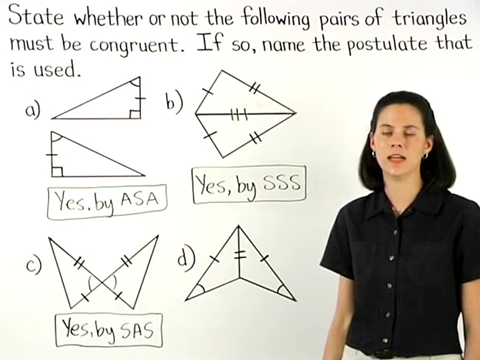 State whether or not the following pairs of triangles
must be congruent. If so, name the postulate that
is used.
a)
b)
Yes. by ASA
Yes, by SSS
c)
d)
Yes, by SAS